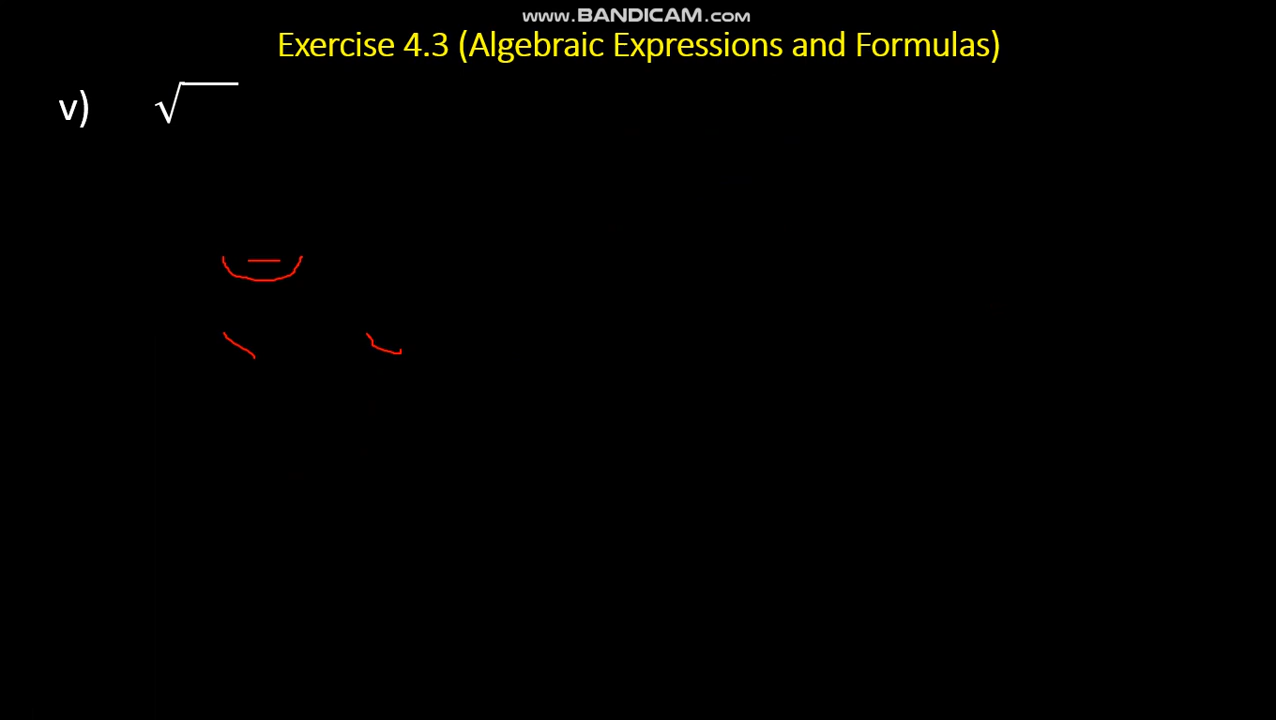 www.BANDICAM.com
Exercise 4.3 (Algebraic Expressions and Formulas)
v) √